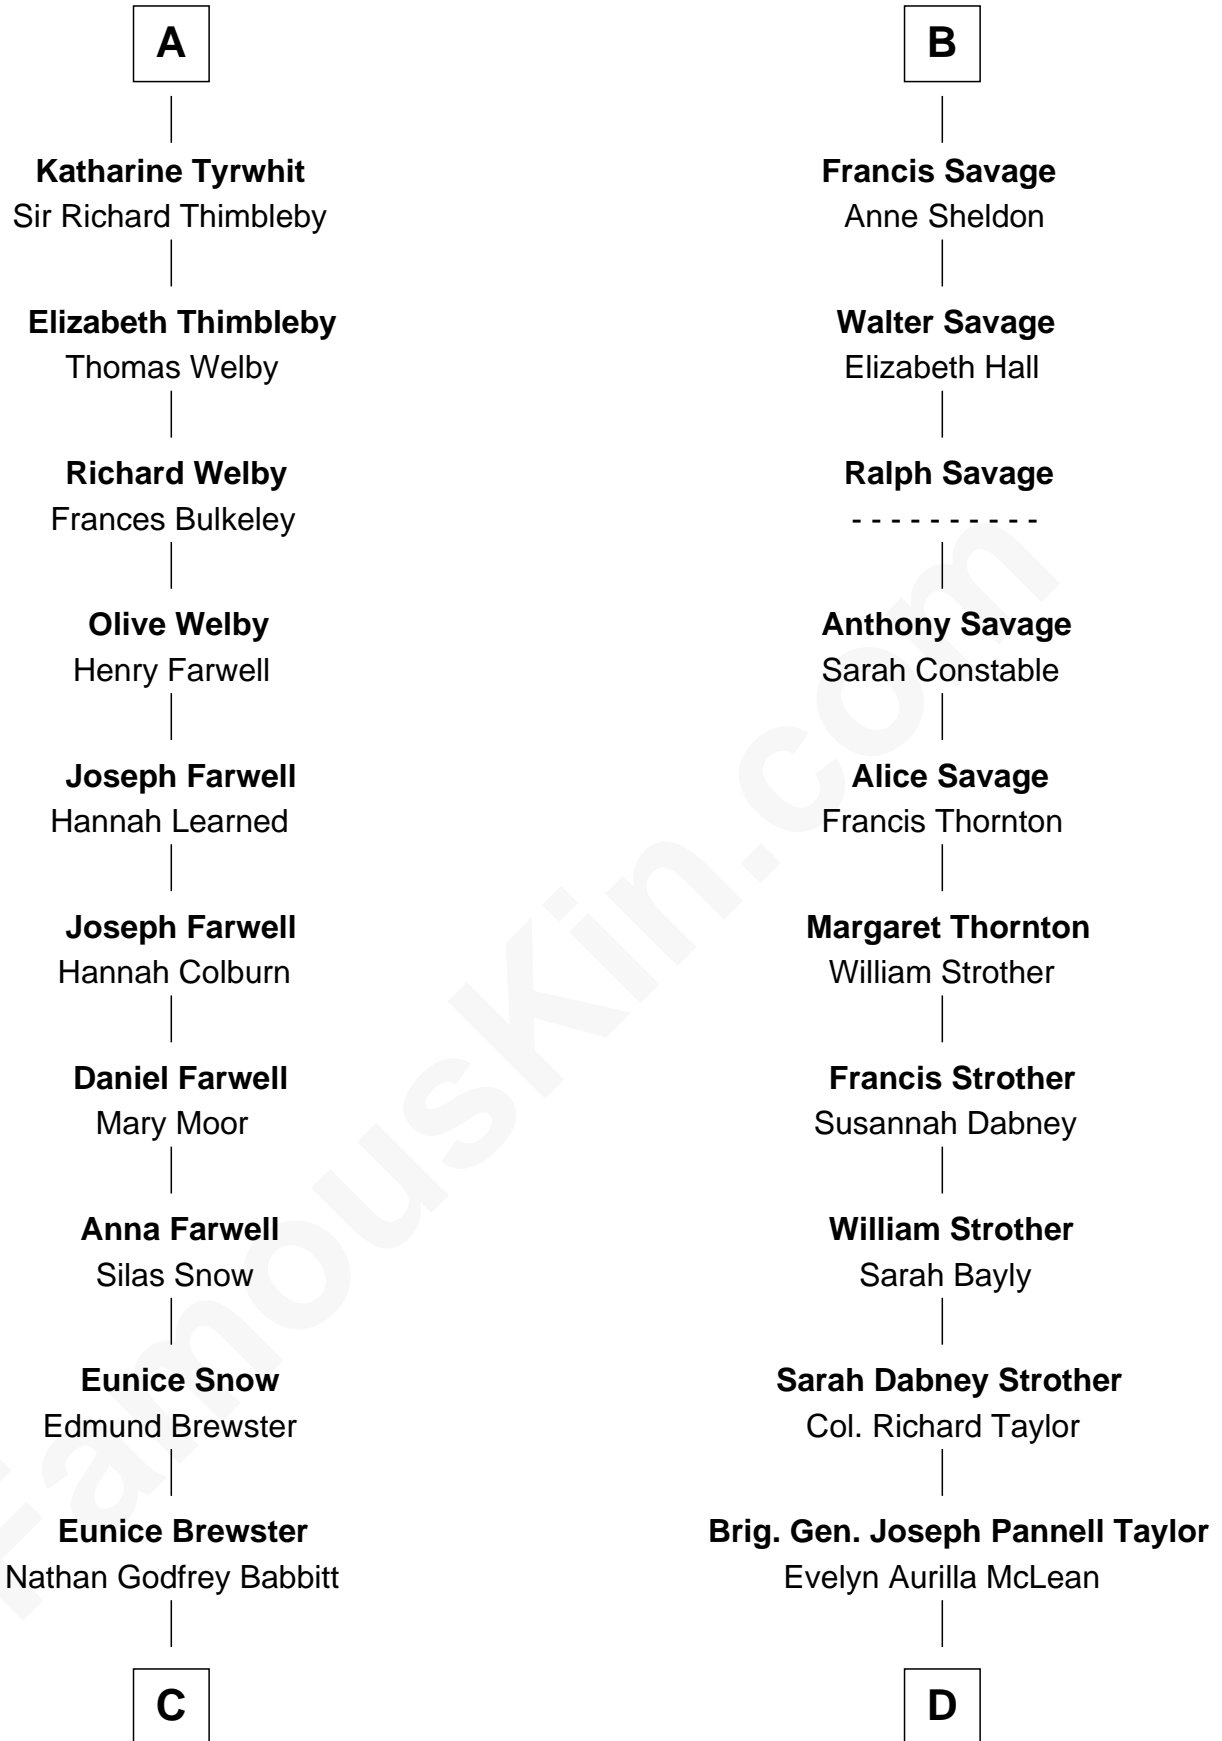 A
Katharine Tyrwhit
Sir Richard Thimbleby
Elizabeth Thimbleby
Thomas Welby
Richard Welby
Frances Bulkeley
Olive Welby
Henry Farwell
Joseph Farwell
Hannah Learned
Joseph Farwell
Hannah Colburn
Daniel Farwell
Mary Moor
Anna Farwell
Silas Snow
Eunice Snow
Edmund Brewster
Eunice Brewster
Nathan Godfrey Babbitt
C
B
Francis Savage
Anne Sheldon
Walter Savage
Elizabeth Hall
Ralph Savage
- - - - - - - - - -
Anthony Savage
Sarah Constable
Alice Savage
Francis Thornton
Margaret Thornton
William Strother
Francis Strother
Susannah Dabney
William Strother
Sarah Bayly
Sarah Dabney Strother
Col. Richard Taylor
Brig. Gen. Joseph Pannell Taylor
Evelyn Aurilla McLean
D
FamousKin.com